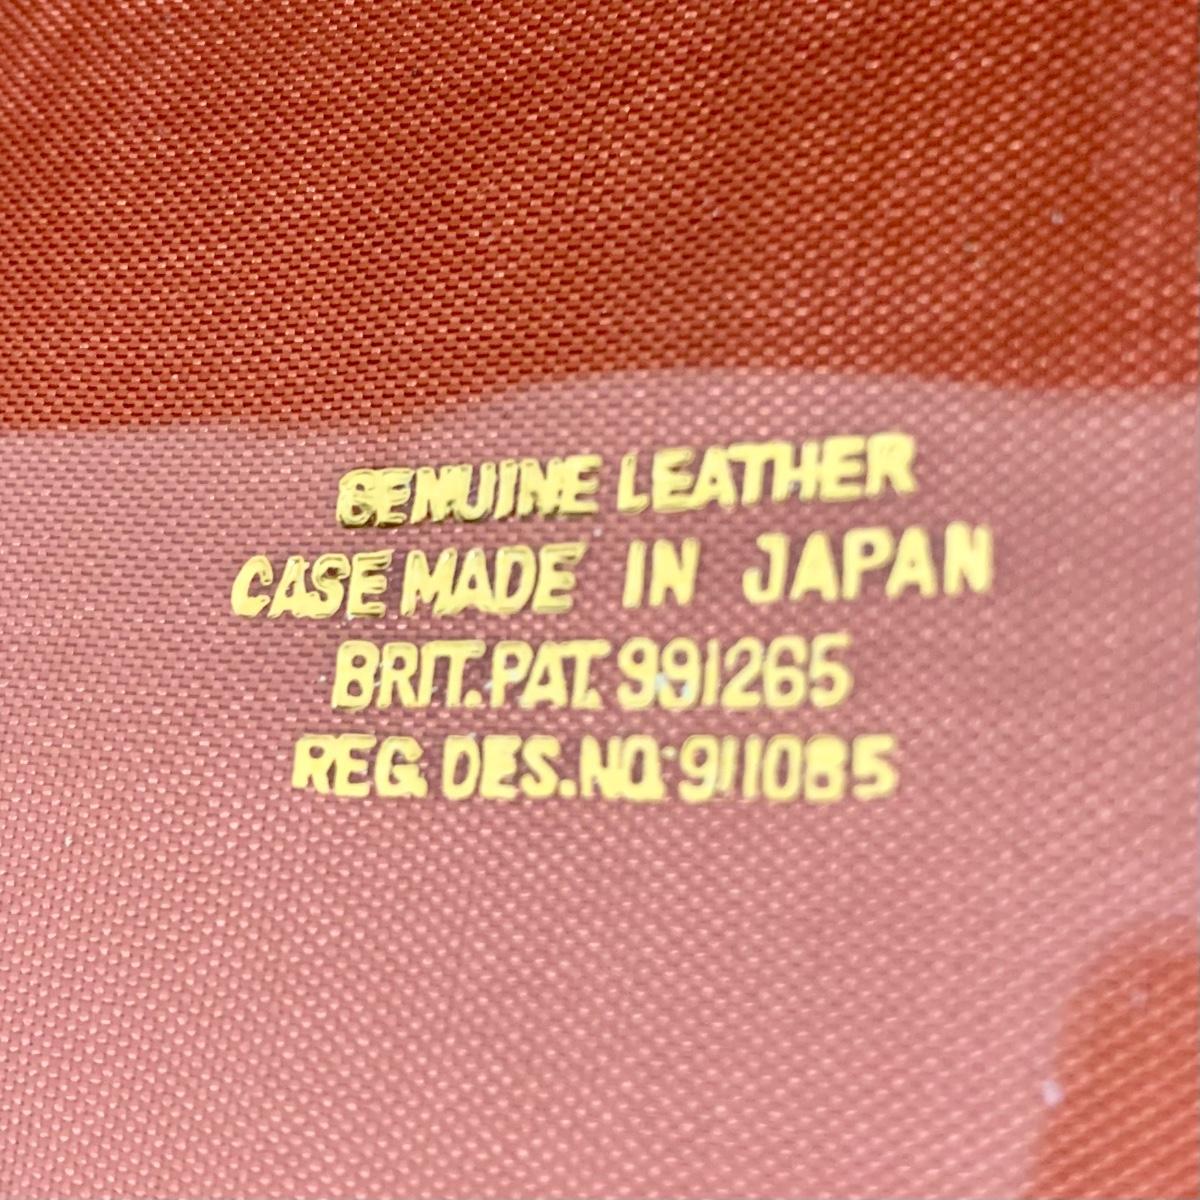 GENUINE LEATHER
CASE MADE IN JAPAN
BRIT.PAT.991265
REG. DES.NO.911085